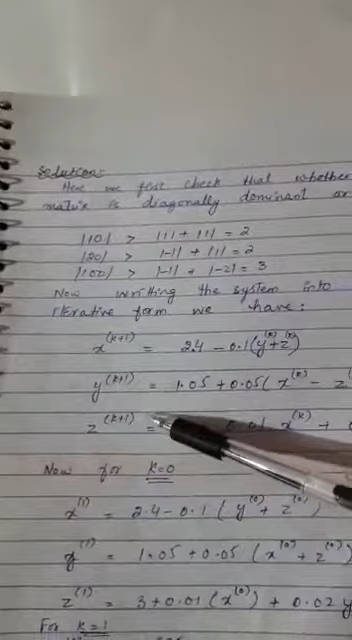 Solution:
Here we first check that whether
matrix is diagonally dominant or
|10| > |1| + |1| = 2
|20| > |-1| + |1| = 2
|100| > |-1| + |-2| = 3
Now writting the system into
iterative form we have:
x^(k+1) = 2.4 - 0.1(y^(k) + z^(k))
y^(k+1) = 1.05 + 0.05( x^(k) - z
z^(k+1) = 0.01 x^(k) +
Now for k=0
x^(1) = 2.4 - 0.1 ( y^(0) + z^(0) )
y^(1) = 1.05 + 0.05 ( x^(0) + z^(0) )
z^(1) = 3 + 0.01 (x^(0)) + 0.02 y
For k = 1